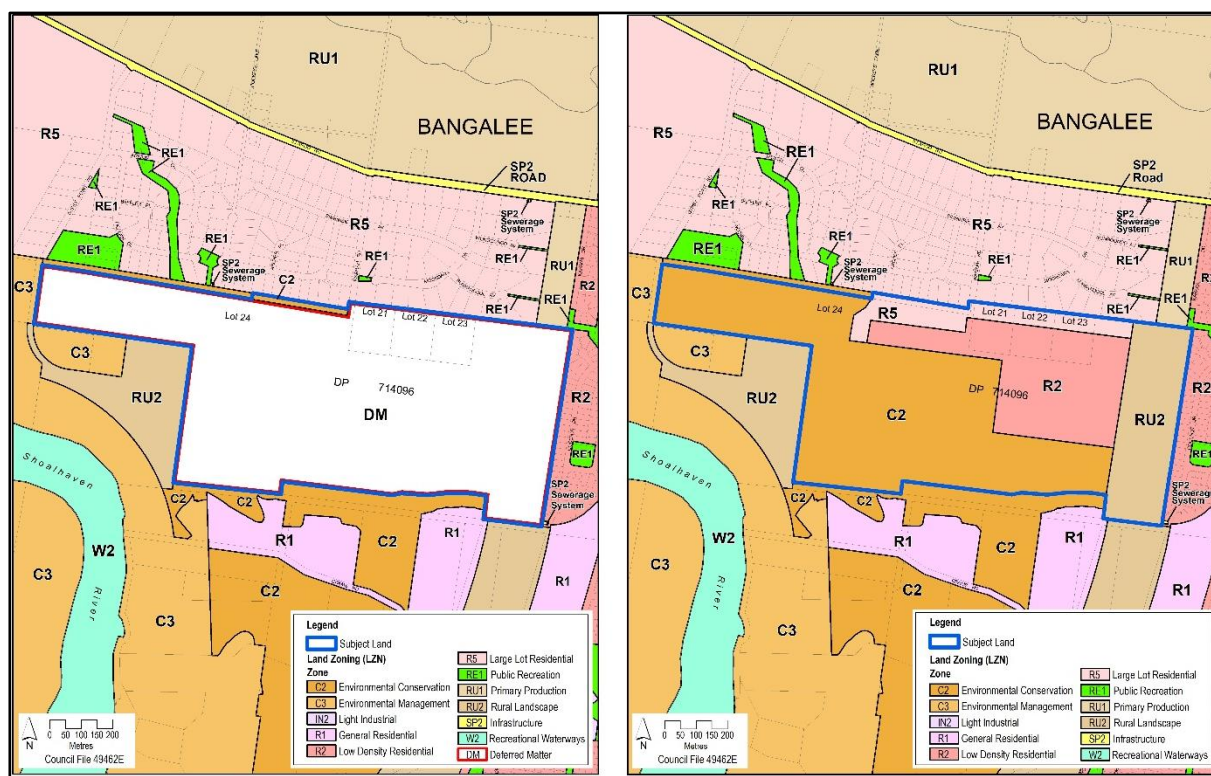 RU1
BANGALEE
R5
RE1
SP2
ROAD
RE1
SP2
Sewerage
System
R5
RE1
RE1
RE1
SP2
Sewerage
System
RE1
RU1
R2
C2
RE1
RE1
C3
Lot 24
Lot 21
Lot 22
Lot 23
C3
RU2
DP 714096
DM
R2
RE1
Shoalhaven
River
SP2
Sewerage
System
C2
C2
R1
C2
R1
W2
C3
C3
C2
R1
Legend
Subject Land
Land Zoning (LZN)
Zone
C2 Environmental Conservation
C3 Environmental Management
IN2 Light Industrial
R1 General Residential
R2 Low Density Residential
R5 Large Lot Residential
RE1 Public Recreation
RU1 Primary Production
RU2 Rural Landscape
SP2 Infrastructure
W2 Recreational Waterways
DM Deferred Matter
N
0 50 100 150 200
Metres
Council File 49462E
RU1
BANGALEE
R5
RE1
SP2
Road
RE1
SP2
Sewerage
System
R5
RE1
RE1
RE1
SP2
Sewerage
System
RE1
RU1
R2
RE1
RE1
C3
Lot 24
R5
Lot 21
Lot 22
Lot 23
C3
RU2
DP 714096
R2
C2
RU2
R2
RE1
Shoalhaven
River
SP2
Sewerage
System
C2
C2
R1
C2
R1
W2
C3
C3
C2
R1
Legend
Subject Land
Land Zoning (LZN)
Zone
C2 Environmental Conservation
C3 Environmental Management
IN2 Light Industrial
R1 General Residential
R2 Low Density Residential
R5 Large Lot Residential
RE1 Public Recreation
RU1 Primary Production
RU2 Rural Landscape
SP2 Infrastructure
W2 Recreational Waterways
N
0 50 100 150 200
Metres
Council File 49462E